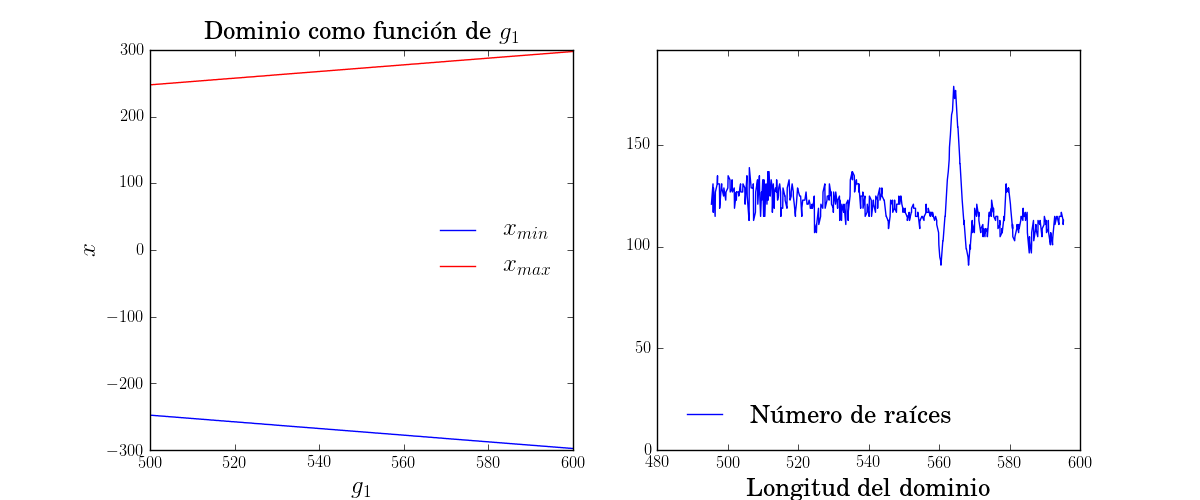 Dominio como función de g₁
300
200
100
0
−100
−200
−300
x
x_min
x_max
500 520 540 560 580 600
g₁
150
100
50
0
Número de raíces
480 500 520 540 560 580 600
Longitud del dominio